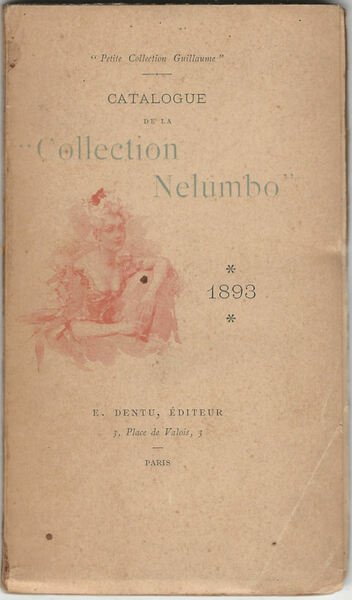 " Petite Collection Guillaume "
CATALOGUE
DE LA
"Collection
Nelumbo"
*
1893
*
E. DENTU, ÉDITEUR
3, Place de Valois, 3
PARIS